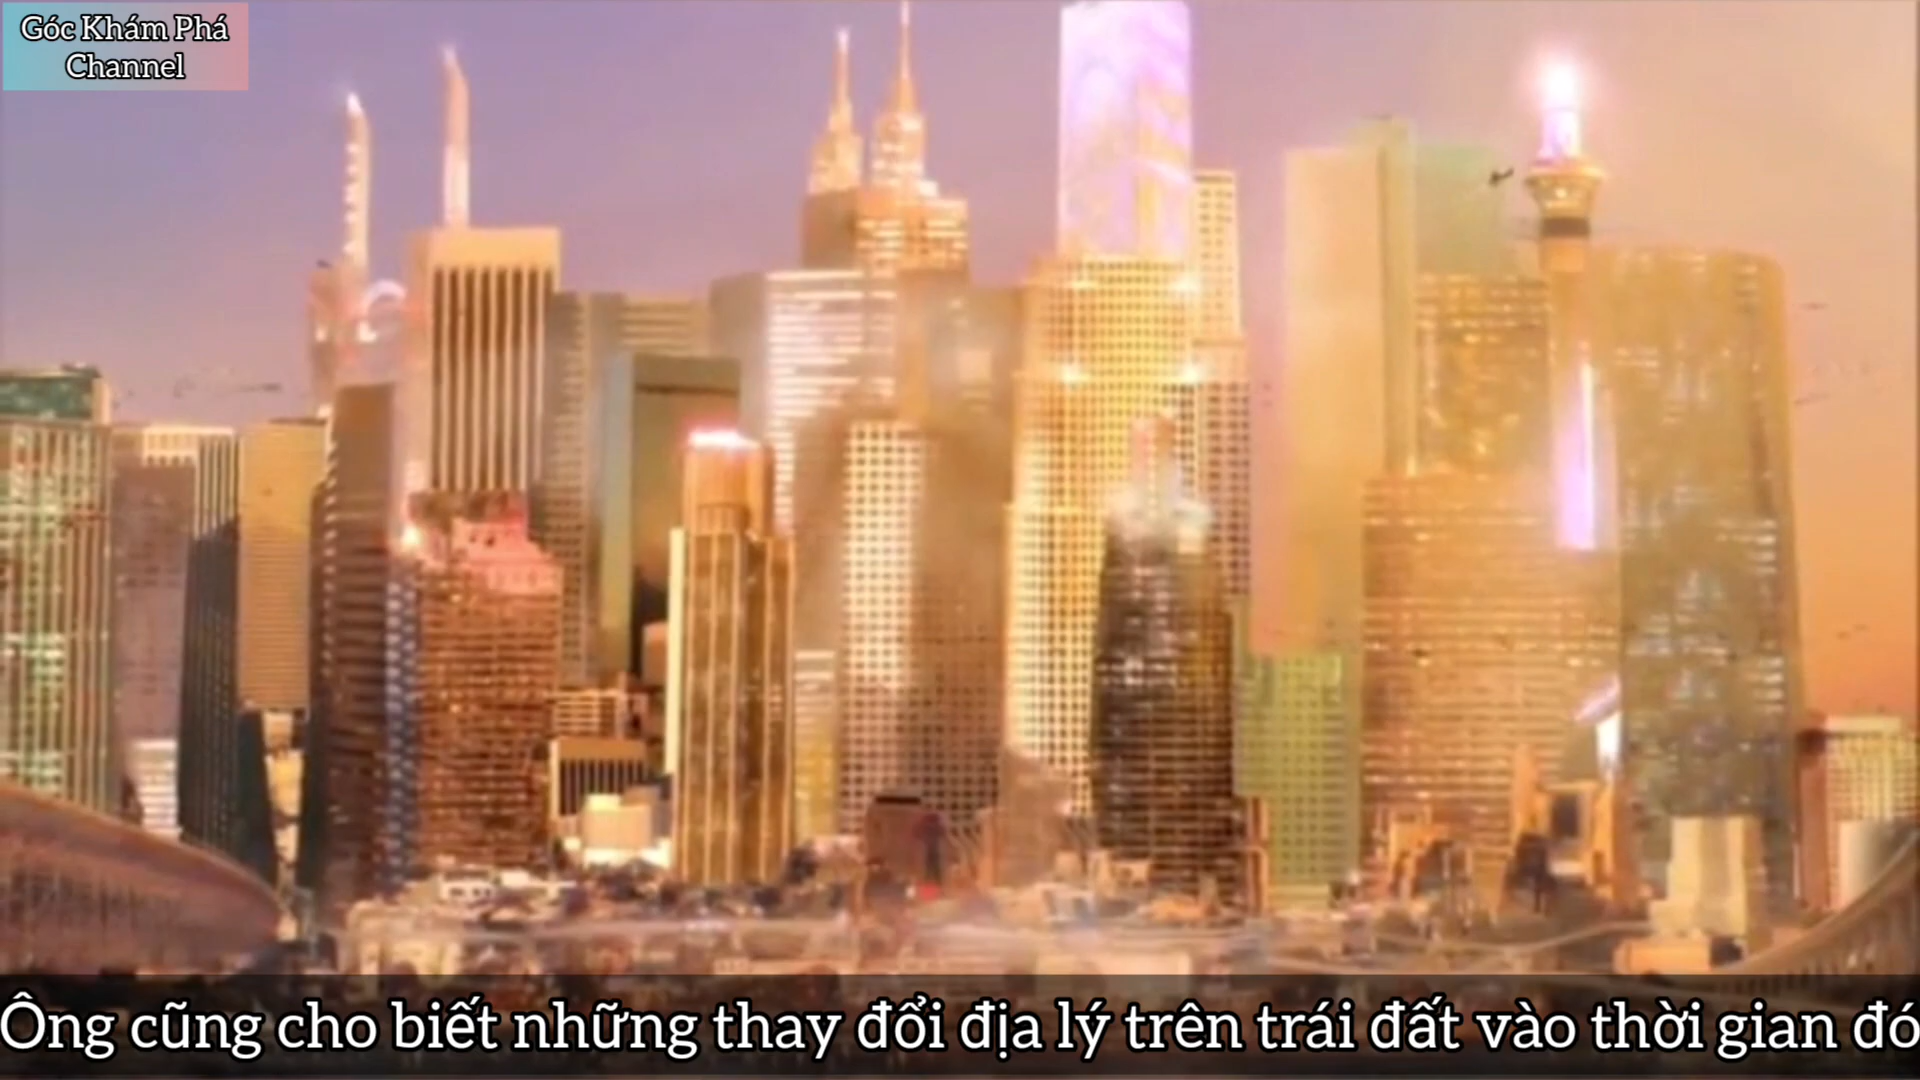 Góc Khám Phá
Channel
Ông cũng cho biết những thay đổi địa lý trên trái đất vào thời gian đó